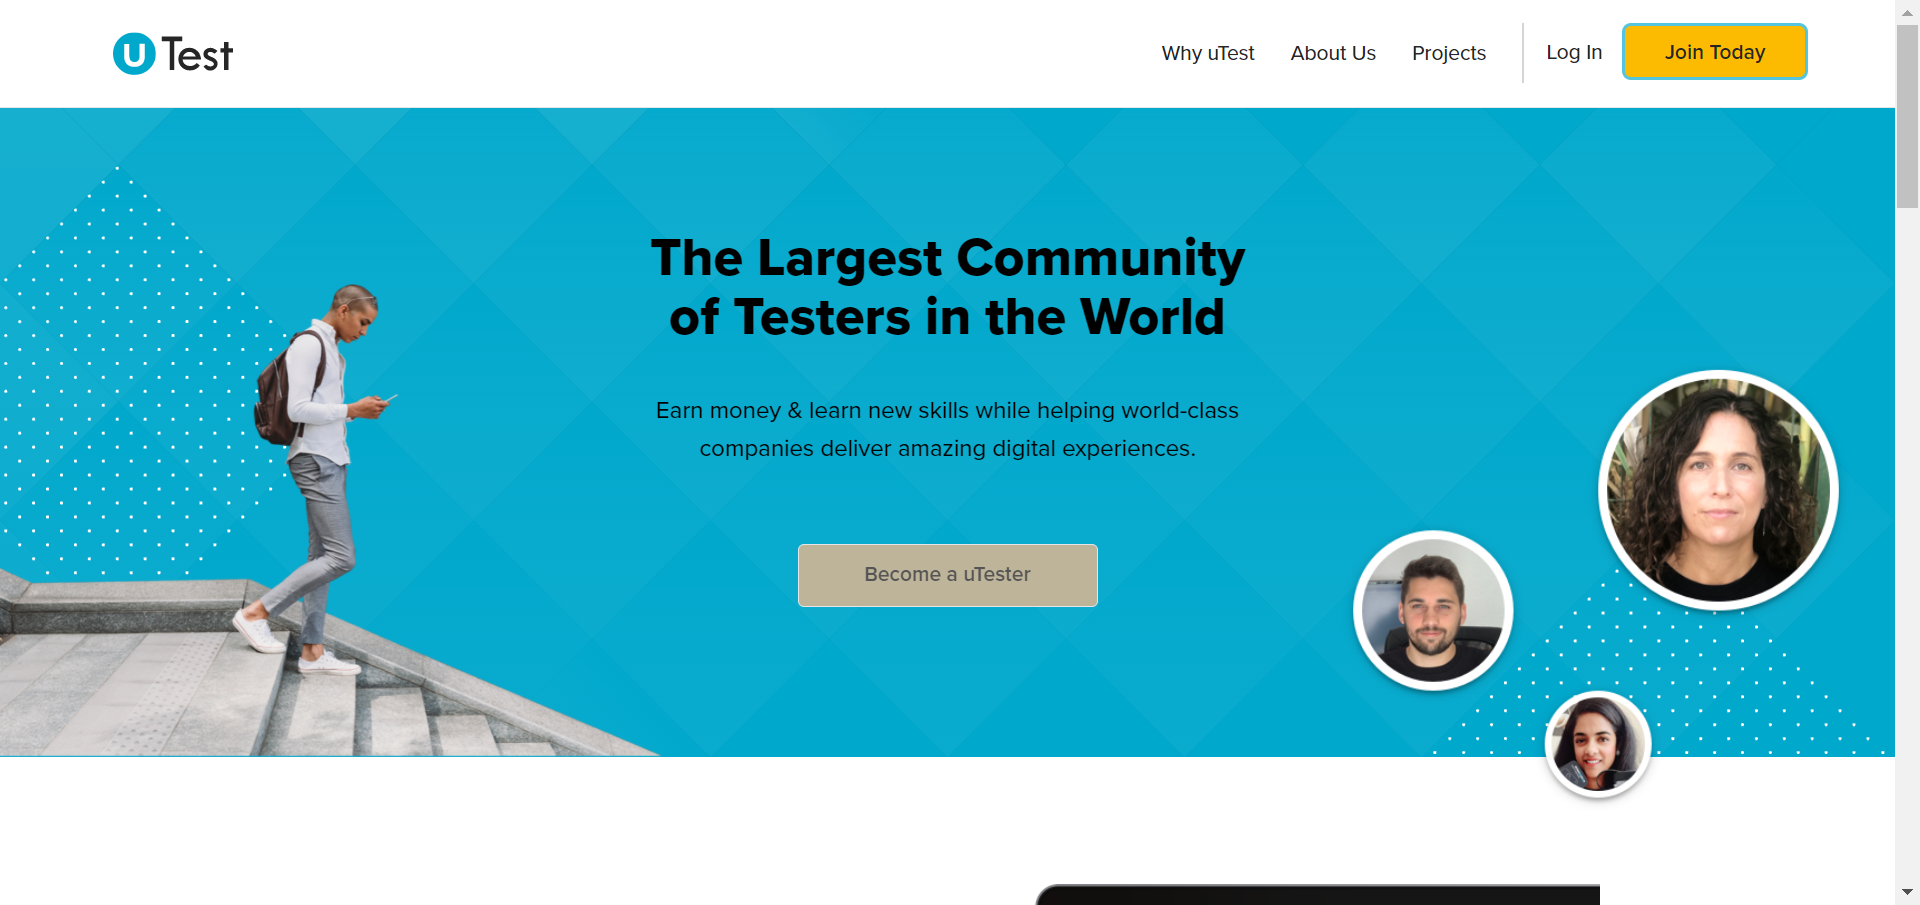 u Test
Why uTest
About Us
Projects
Log In
Join Today
The Largest Community
of Testers in the World
Earn money & learn new skills while helping world-class
companies deliver amazing digital experiences.
Become a uTester